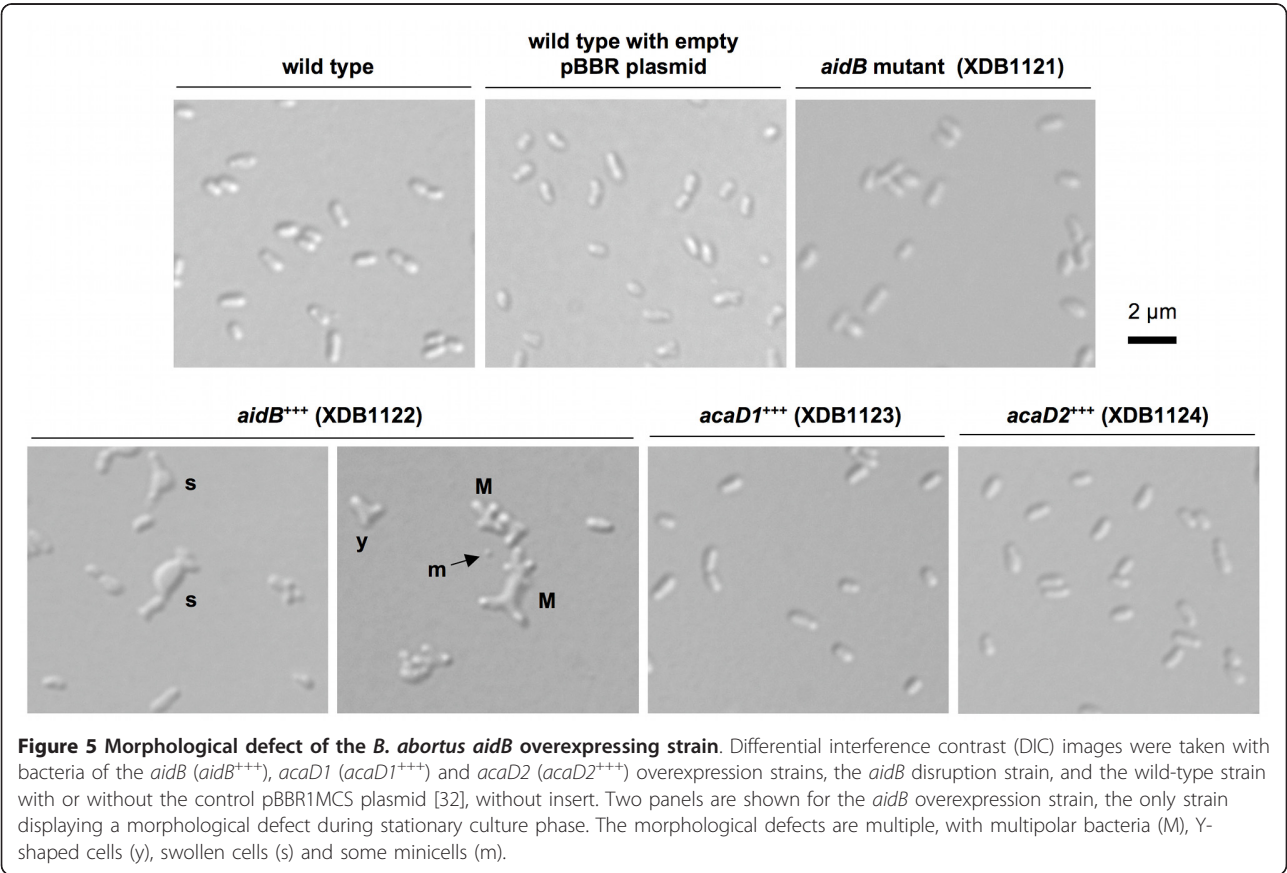 wild type
wild type with empty
pBBR plasmid
aidB mutant (XDB1121)
2 µm
aidB+++ (XDB1122)
acaD1+++ (XDB1123)
acaD2+++ (XDB1124)
s
s
M
y
m
M
Figure 5 Morphological defect of the B. abortus aidB overexpressing strain. Differential interference contrast (DIC) images were taken with
bacteria of the aidB (aidB+++), acaD1 (acaD1+++) and acaD2 (acaD2+++) overexpression strains, the aidB disruption strain, and the wild-type strain
with or without the control pBBR1MCS plasmid [32], without insert. Two panels are shown for the aidB overexpression strain, the only strain
displaying a morphological defect during stationary culture phase. The morphological defects are multiple, with multipolar bacteria (M), Y-
shaped cells (y), swollen cells (s) and some minicells (m).